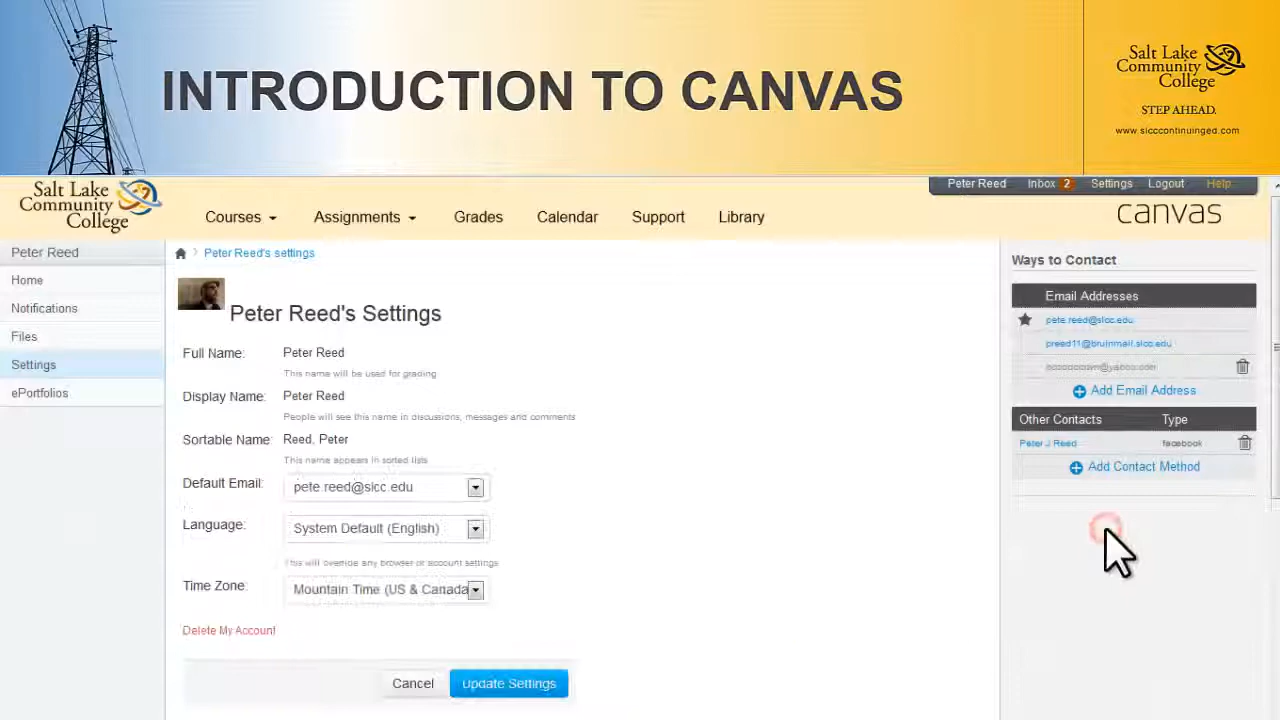 INTRODUCTION TO CANVAS
Salt Lake
Community
College
STEP AHEAD.
www.slccontinuinged.com
Salt Lake
Community
College
Peter Reed Inbox 2 Settings Logout Help
Courses Assignments Grades Calendar Support Library
canvas
Peter Reed
Home
Notifications
Files
Settings
ePortfolios
Peter Reed's settings
Peter Reed's Settings
Full Name: Peter Reed
This name will be used for grading
Display Name: Peter Reed
People will see this name in discussions, messages and comments
Sortable Name: Reed, Peter
This name appears in sorted lists
Default Email: pete.reed@slcc.edu
Language: System Default (English)
This will override any browser or account settings
Time Zone: Mountain Time (US & Canada
Delete My Account
Cancel Update Settings
Ways to Contact
Email Addresses
pete.reed@slcc.edu
preed11@bruinmail.slcc.edu
Add Email Address
Other Contacts Type
Peter J Reed facebook
Add Contact Method